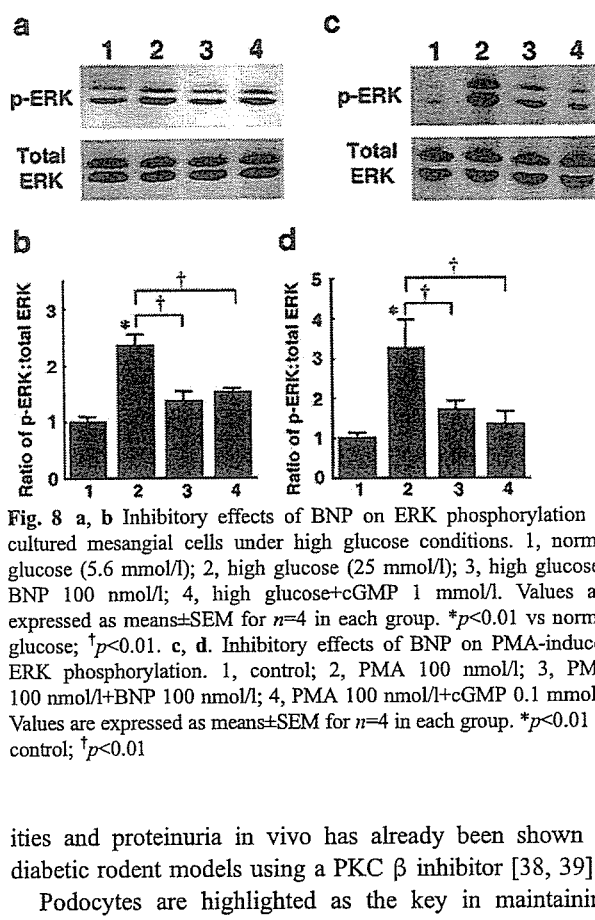 a
1 2 3 4
p-ERK
Total
ERK
c
1 2 3 4
p-ERK
Total
ERK
b
Ratio of p-ERK:total ERK
3
2
1
0
*
†
†
1 2 3 4
d
Ratio of p-ERK:total ERK
5
4
3
2
1
0
*
†
†
1 2 3 4
Fig. 8 a, b Inhibitory effects of BNP on ERK phosphorylation
cultured mesangial cells under high glucose conditions. 1, norm
glucose (5.6 mmol/l); 2, high glucose (25 mmol/l); 3, high glucose
BNP 100 nmol/l; 4, high glucose+cGMP 1 mmol/l. Values a
expressed as means±SEM for n=4 in each group. *p<0.01 vs norm
glucose; †p<0.01. c, d. Inhibitory effects of BNP on PMA-induc
ERK phosphorylation. 1, control; 2, PMA 100 nmol/l; 3, PM
100 nmol/l+BNP 100 nmol/l; 4, PMA 100 nmol/l+cGMP 0.1 mmol
Values are expressed as means±SEM for n=4 in each group. *p<0.01
control; †p<0.01
ities and proteinuria in vivo has already been shown
diabetic rodent models using a PKC β inhibitor [38, 39]
Podocytes are highlighted as the key in maintainin